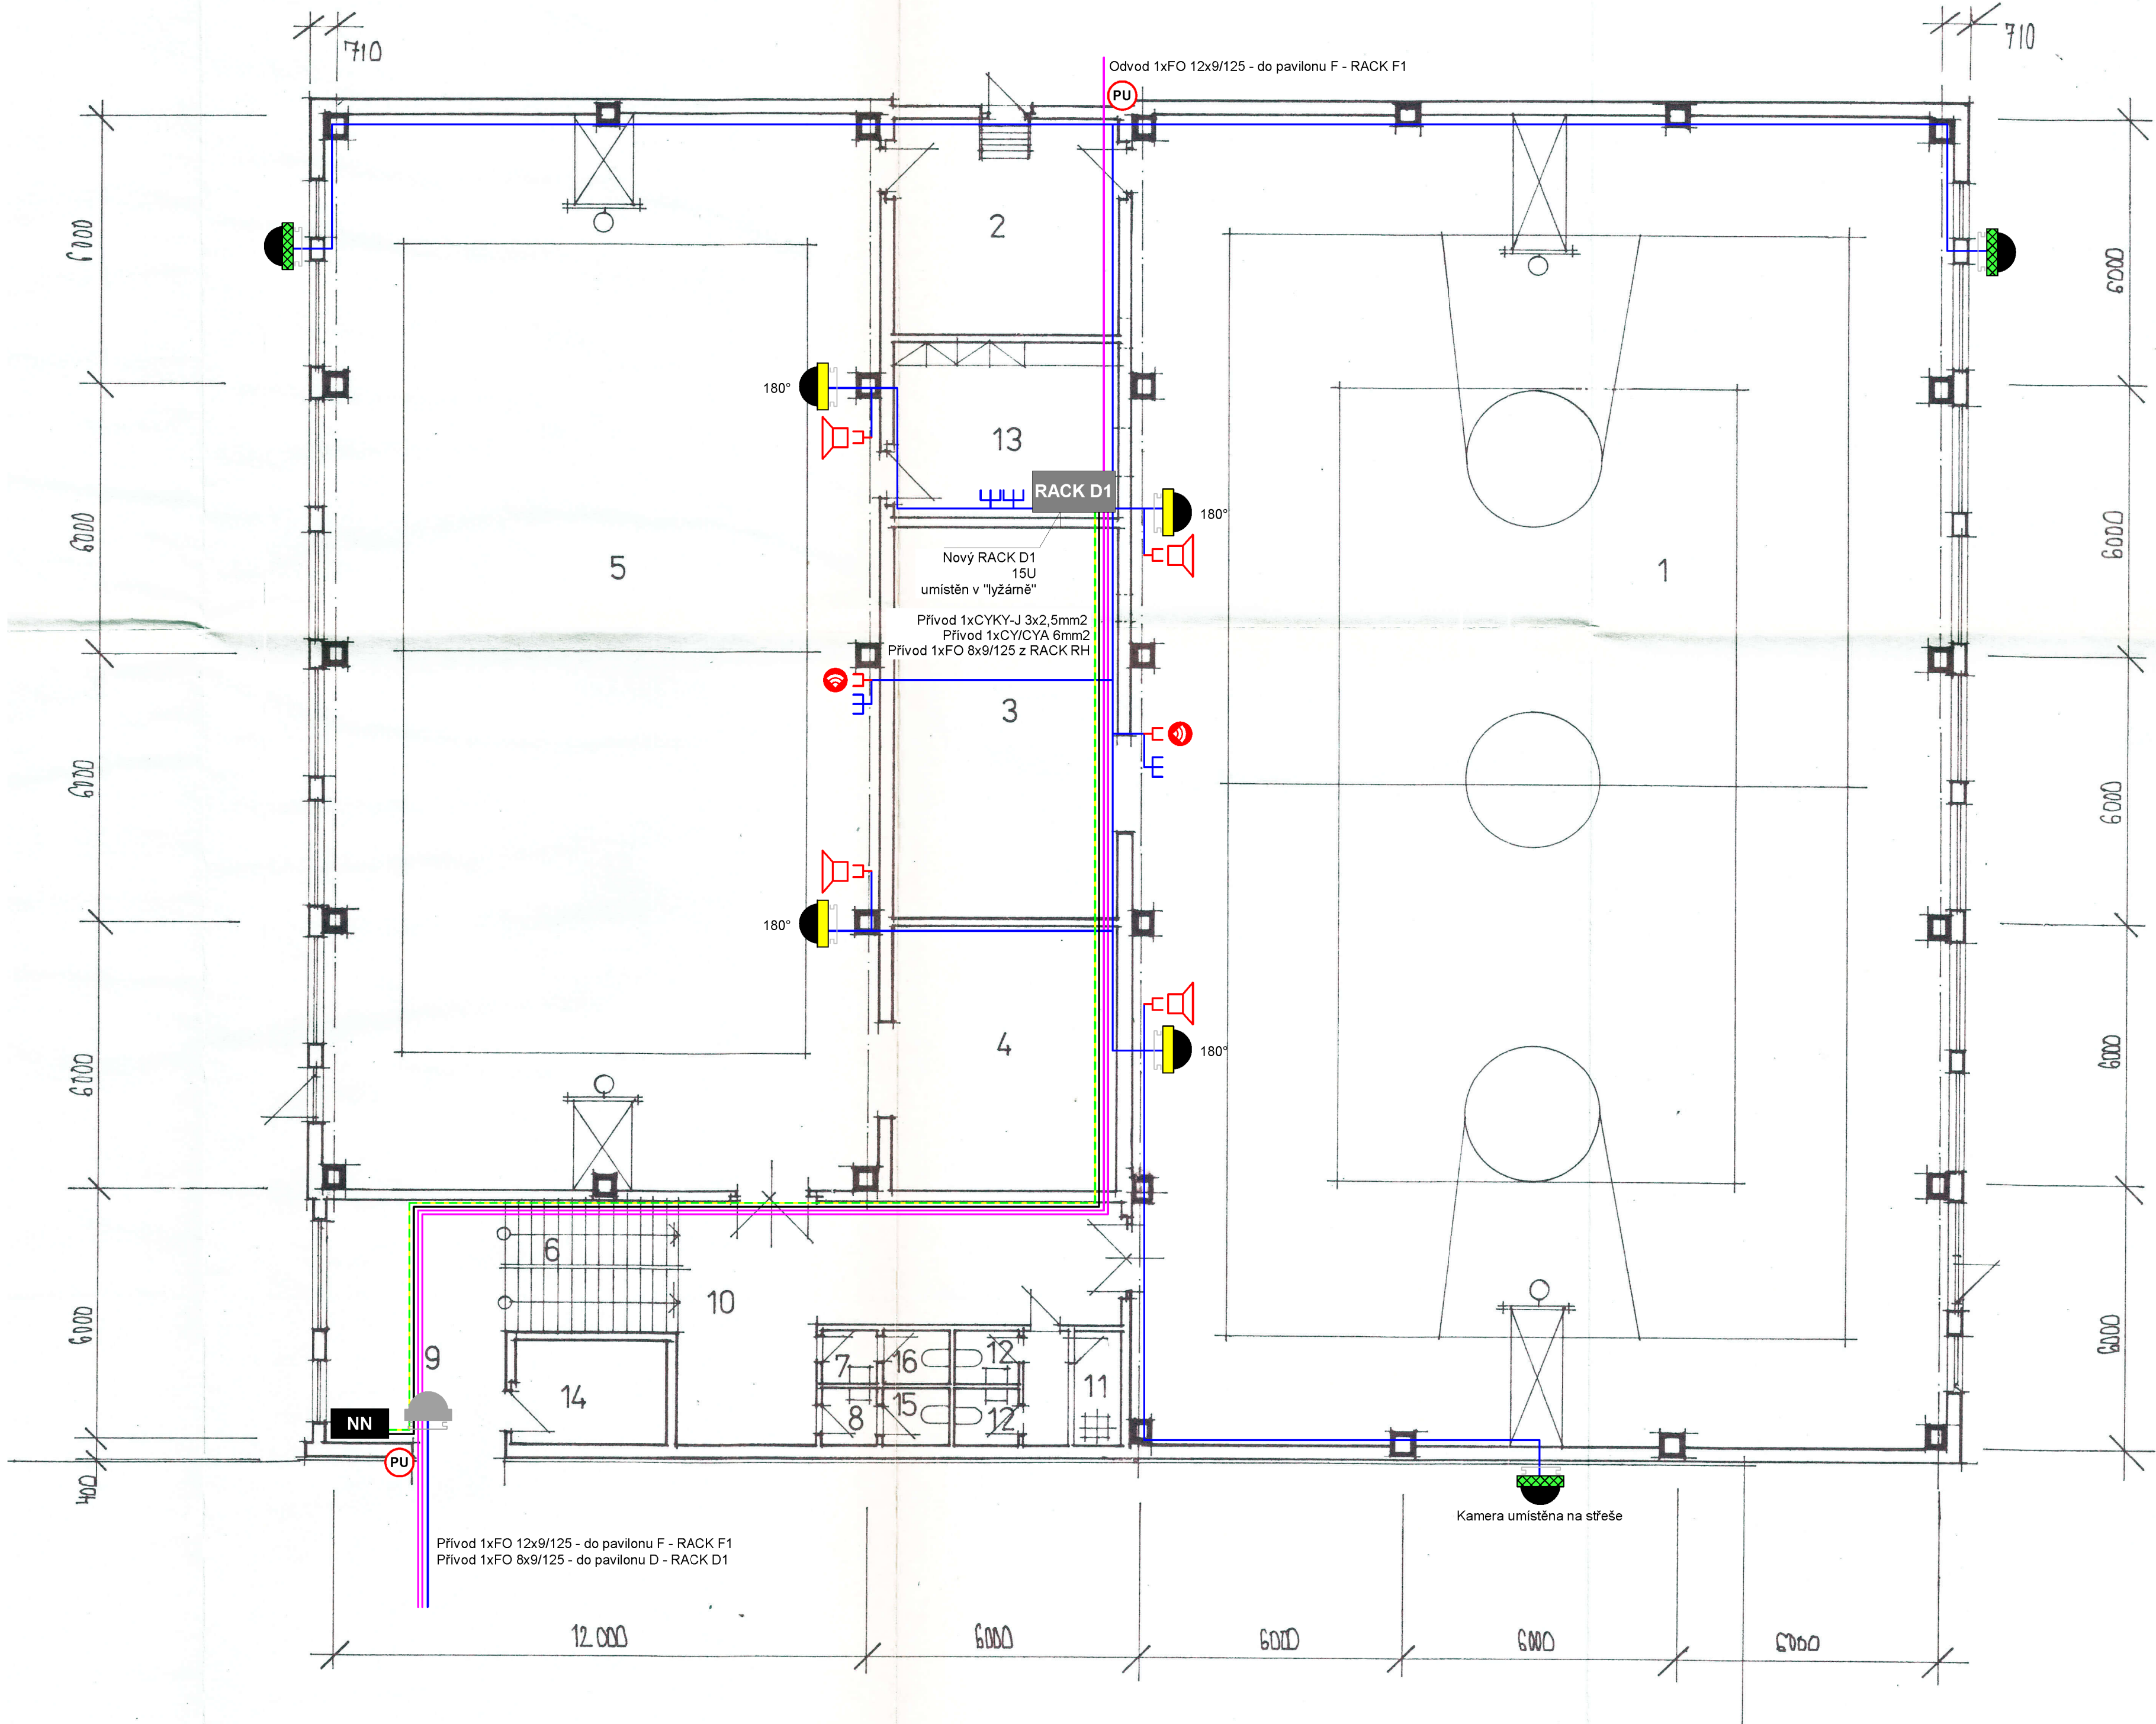 710
710
Odvod 1xFO 12x9/125 - do pavilonu F - RACK F1
PU
2
6000
6000
180°
13
RACK D1
180°
6000
6000
5
1
Nový RACK D1
15U
umístěn v "lyžárně"
Přívod 1xCYKY-J 3x2,5mm2
Přívod 1xCY/CYA 6mm2
Přívod 1xFO 8x9/125 z RACK RH
3
6000
6000
180°
4
180°
6000
6000
6
10
6000
6000
9
7
16
12
14
8
15
12
11
NN
PU
400
Kamera umístěna na střeše
Přívod 1xFO 12x9/125 - do pavilonu F - RACK F1
Přívod 1xFO 8x9/125 - do pavilonu D - RACK D1
12000
6000
6000
6000
6000